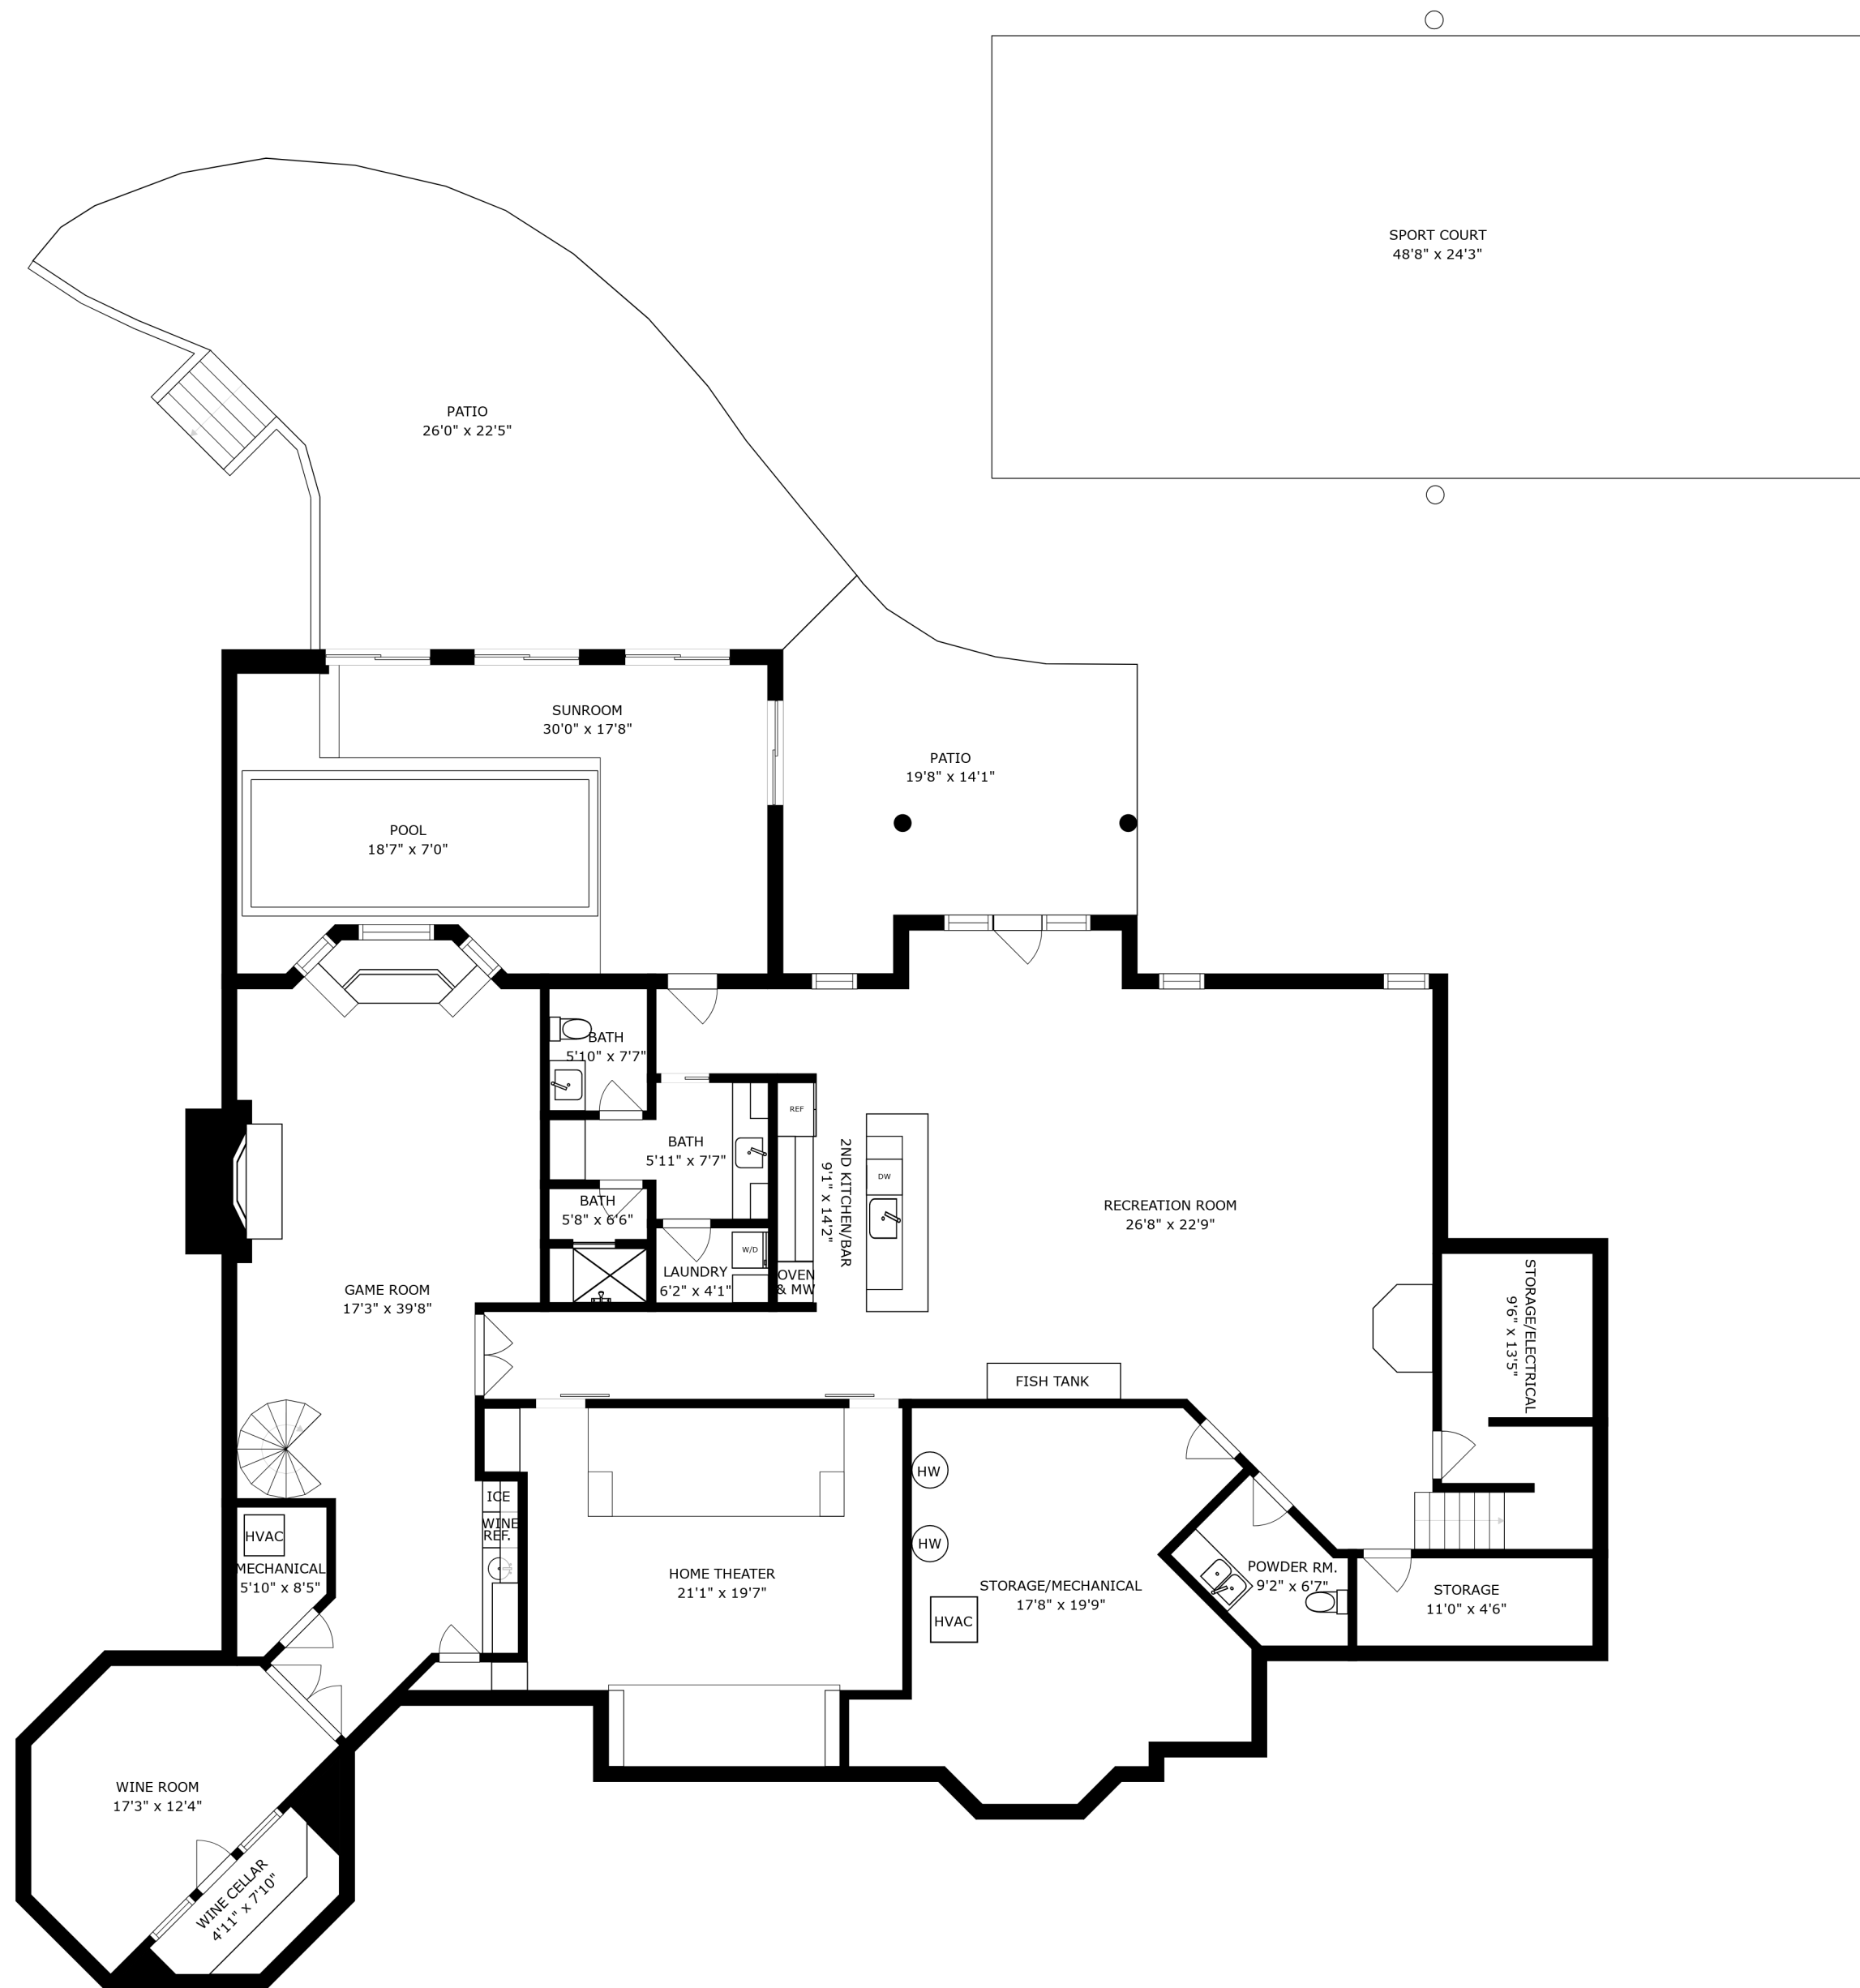 SPORT COURT
48'8" x 24'3"
PATIO
26'0" x 22'5"
SUNROOM
30'0" x 17'8"
PATIO
19'8" x 14'1"
POOL
18'7" x 7'0"
BATH
5'10" x 7'7"
REF
BATH
5'11" x 7'7"
2ND KITCHEN/BAR
9'1" x 14'2"
DW
BATH
5'8" x 6'6"
RECREATION ROOM
26'8" x 22'9"
W/D
LAUNDRY
6'2" x 4'1"
OVEN
& MW
GAME ROOM
17'3" x 39'8"
STORAGE/ELECTRICAL
9'6" x 13'5"
FISH TANK
HW
ICE
WINE
REF.
HVAC
HW
MECHANICAL
5'10" x 8'5"
HOME THEATER
21'1" x 19'7"
STORAGE/MECHANICAL
17'8" x 19'9"
POWDER RM.
9'2" x 6'7"
STORAGE
11'0" x 4'6"
HVAC
WINE ROOM
17'3" x 12'4"
WINE CELLAR
4'11" x 7'10"